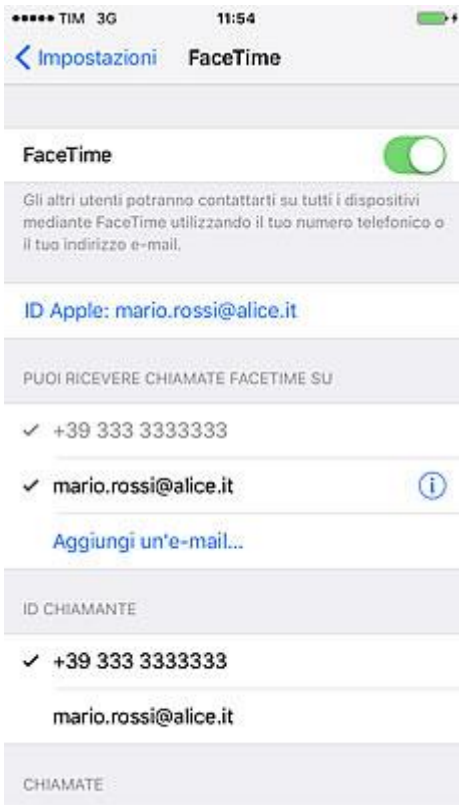 TIM 3G 11:54
Impostazioni FaceTime
FaceTime
Gli altri utenti potranno contattarti su tutti i dispositivi
mediante FaceTime utilizzando il tuo numero telefonico o
il tuo indirizzo e-mail.
ID Apple: mario.rossi@alice.it
PUOI RICEVERE CHIAMATE FACETIME SU
+39 333 3333333
mario.rossi@alice.it
Aggiungi un'e-mail...
ID CHIAMANTE
+39 333 3333333
mario.rossi@alice.it
CHIAMATE